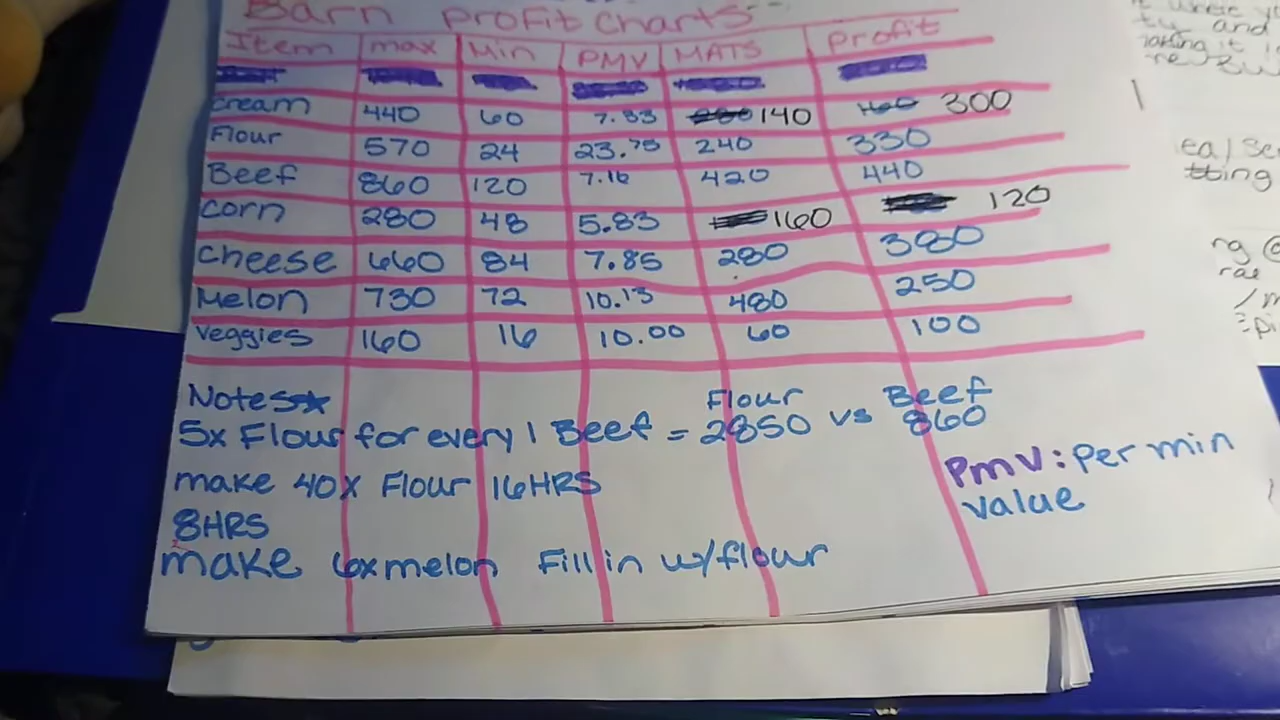 Barn Profit Charts
Item max Min PMV MATS Profit
cream 440 60 7.33 140 300
Flour 570 24 23.75 240 330
Beef 860 120 7.16 420 440
corn 280 48 5.83 160 120
cheese 660 84 7.85 280 380
Melon 730 72 10.13 480 250
veggies 160 16 10.00 60 100
Notes★
Flour Beef
5x Flour for every 1 Beef = 2850 vs 860
make 40x Flour 16HRS
PMV: Per min
value
8HRS
make 6x melon Fill in w/flour
and
making it